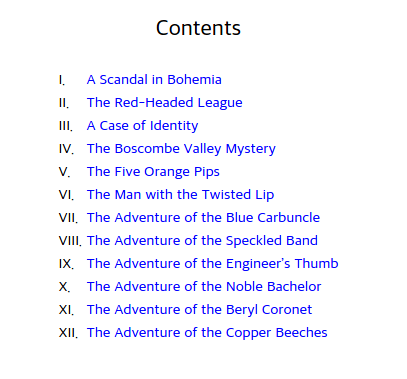 Contents
I. A Scandal in Bohemia
II. The Red-Headed League
III. A Case of Identity
IV. The Boscombe Valley Mystery
V. The Five Orange Pips
VI. The Man with the Twisted Lip
VII. The Adventure of the Blue Carbuncle
VIII. The Adventure of the Speckled Band
IX. The Adventure of the Engineer's Thumb
X. The Adventure of the Noble Bachelor
XI. The Adventure of the Beryl Coronet
XII. The Adventure of the Copper Beeches